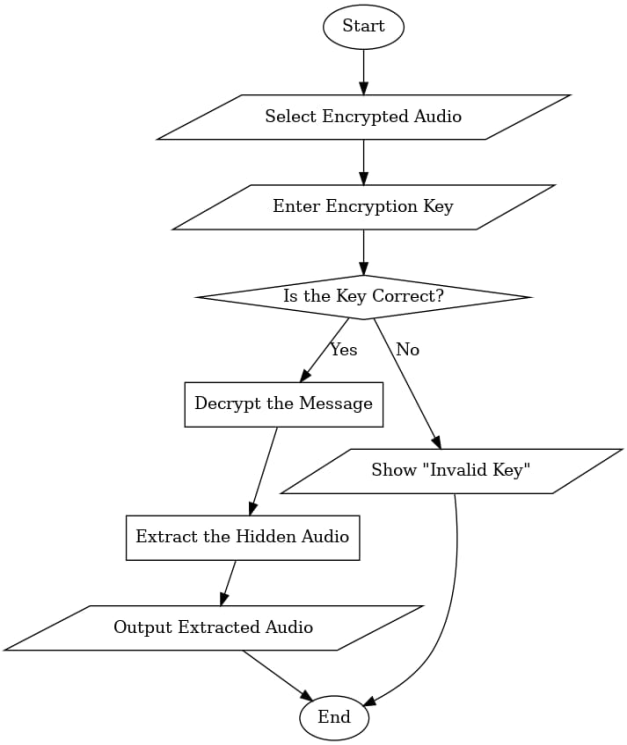 Start
Select Encrypted Audio
Enter Encryption Key
Is the Key Correct?
Yes
No
Decrypt the Message
Show "Invalid Key"
Extract the Hidden Audio
Output Extracted Audio
End